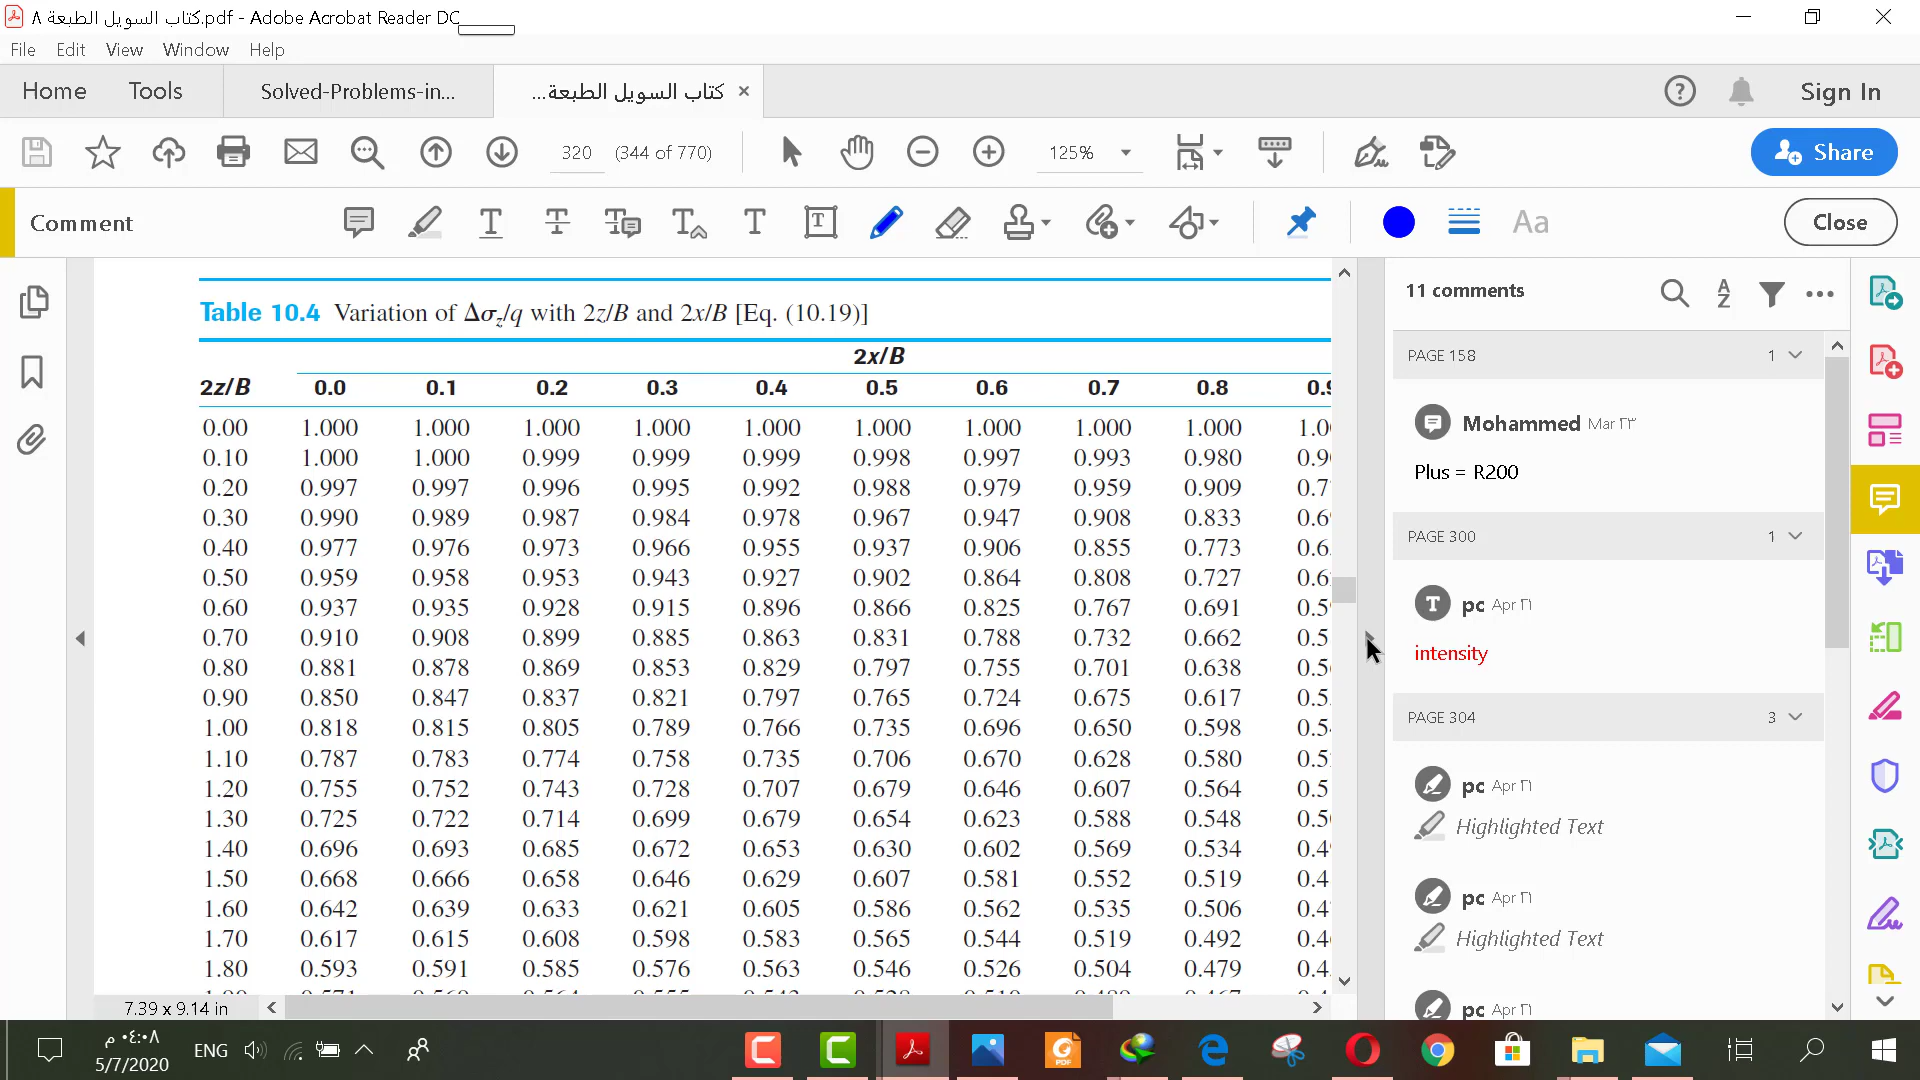 كتاب السويل الطبعة ٨.pdf - Adobe Acrobat Reader DC
File Edit View Window Help
Home Tools Solved-Problems-in... كتاب السويل الطبعة... × Sign In
320 (344 of 770) 125% Share
Comment Aa Close
Table 10.4 Variation of Δσz/q with 2z/B and 2x/B [Eq. (10.19)]
2x/B
2z/B 0.0 0.1 0.2 0.3 0.4 0.5 0.6 0.7 0.8
0.00 1.000 1.000 1.000 1.000 1.000 1.000 1.000 1.000 1.000
0.10 1.000 1.000 0.999 0.999 0.999 0.998 0.997 0.993 0.980
0.20 0.997 0.997 0.996 0.995 0.992 0.988 0.979 0.959 0.909
0.30 0.990 0.989 0.987 0.984 0.978 0.967 0.947 0.908 0.833
0.40 0.977 0.976 0.973 0.966 0.955 0.937 0.906 0.855 0.773
0.50 0.959 0.958 0.953 0.943 0.927 0.902 0.864 0.808 0.727
0.60 0.937 0.935 0.928 0.915 0.896 0.866 0.825 0.767 0.691
0.70 0.910 0.908 0.899 0.885 0.863 0.831 0.788 0.732 0.662
0.80 0.881 0.878 0.869 0.853 0.829 0.797 0.755 0.701 0.638
0.90 0.850 0.847 0.837 0.821 0.797 0.765 0.724 0.675 0.617
1.00 0.818 0.815 0.805 0.789 0.766 0.735 0.696 0.650 0.598
1.10 0.787 0.783 0.774 0.758 0.735 0.706 0.670 0.628 0.580
1.20 0.755 0.752 0.743 0.728 0.707 0.679 0.646 0.607 0.564
1.30 0.725 0.722 0.714 0.699 0.679 0.654 0.623 0.588 0.548
1.40 0.696 0.693 0.685 0.672 0.653 0.630 0.602 0.569 0.534
1.50 0.668 0.666 0.658 0.646 0.629 0.607 0.581 0.552 0.519
1.60 0.642 0.639 0.633 0.621 0.605 0.586 0.562 0.535 0.506
1.70 0.617 0.615 0.608 0.598 0.583 0.565 0.544 0.519 0.492
1.80 0.593 0.591 0.585 0.576 0.563 0.546 0.526 0.504 0.479
7.39 x 9.14 in
11 comments
PAGE 158 1
Mohammed Mar ٢٣
Plus = R200
PAGE 300 1
pc Apr ٢١
intensity
PAGE 304 3
pc Apr ٢١
Highlighted Text
pc Apr ٢١
Highlighted Text
pc Apr ٢١
ENG
٠٤:٠٨ م
5/7/2020